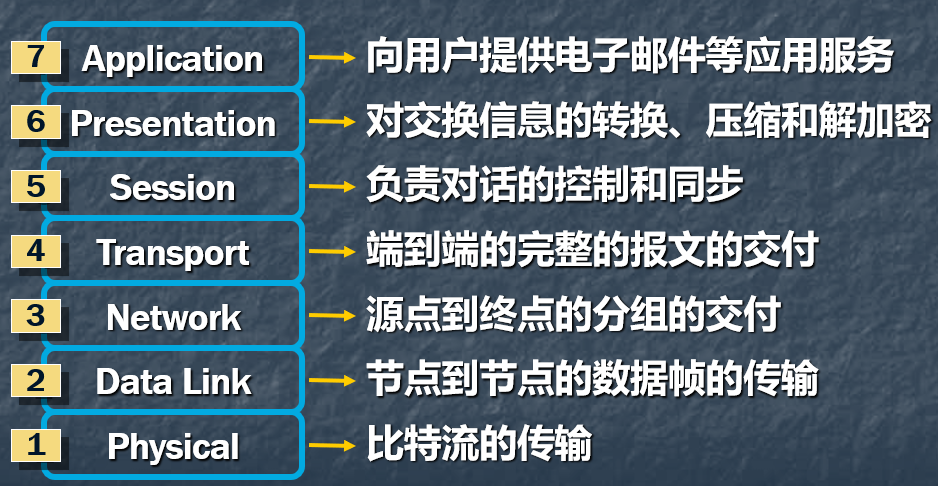 7 Application 向用户提供电子邮件等应用服务
6 Presentation 对交换信息的转换、压缩和解加密
5 Session 负责对话的控制和同步
4 Transport 端到端的完整的报文的交付
3 Network 源点到终点的分组的交付
2 Data Link 节点到节点的数据帧的传输
1 Physical 比特流的传输